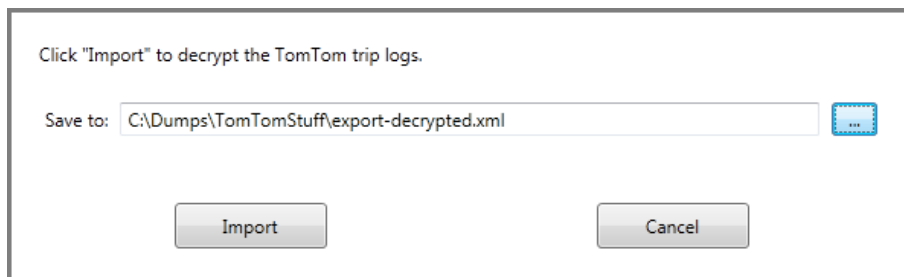 Click "Import" to decrypt the TomTom trip logs.
Save to: C:\Dumps\TomTomStuff\export-decrypted.xml ...
Import Cancel